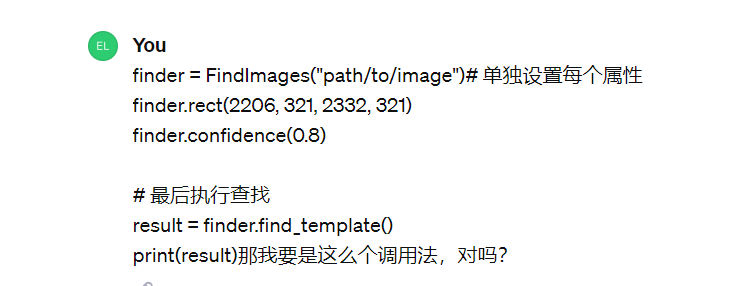 EL
You
finder = FindImages("path/to/image")# 单独设置每个属性
finder.rect(2206, 321, 2332, 321)
finder.confidence(0.8)
# 最后执行查找
result = finder.find_template()
print(result)那我要是这么个调用法，对吗？